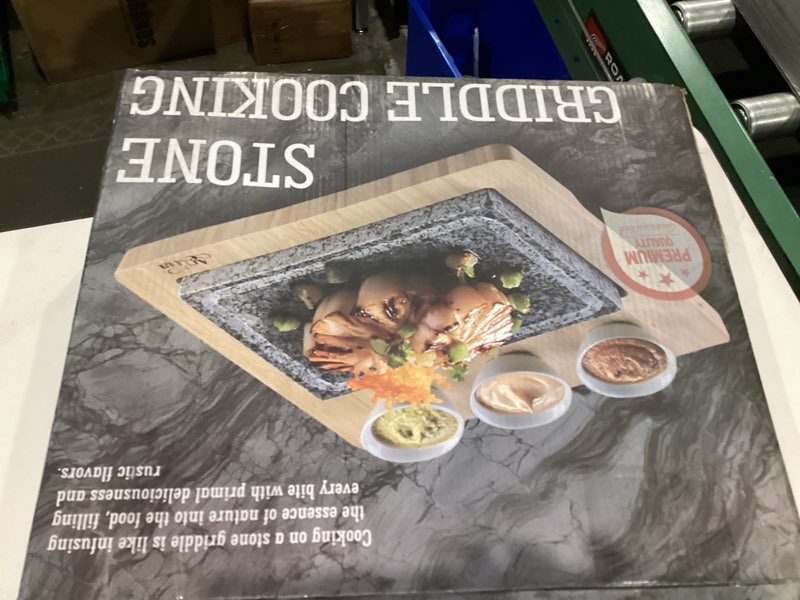 Cooking on a stone griddle is like infusing
the essence of nature into the food, filling
every bite with primal deliciousness and
rustic flavors.
PREMIUM
QUALITY
STONE
GRIDDLE COOKING